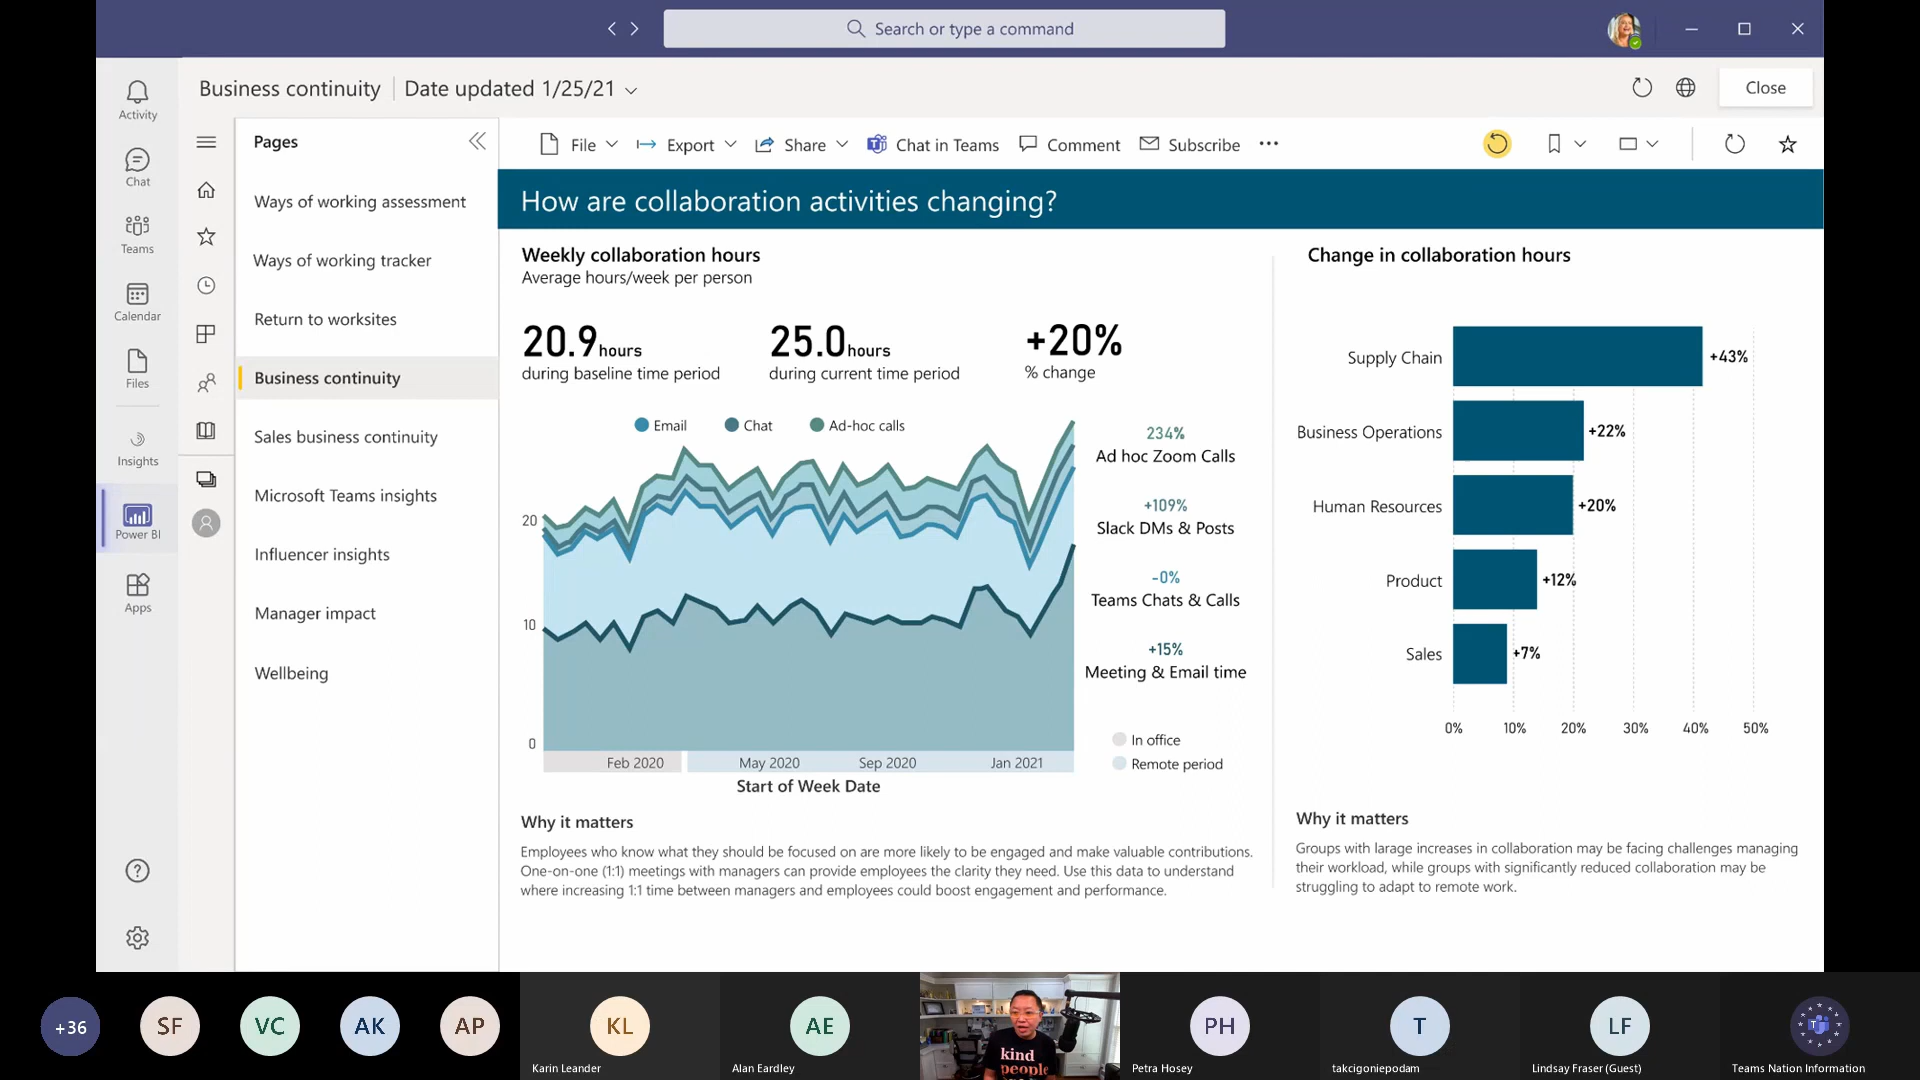 Search or type a command
Business continuity
Date updated 1/25/21
Close
Activity
Chat
Teams
Calendar
Files
Insights
Power BI
Apps
Pages
Ways of working assessment
Ways of working tracker
Return to worksites
Business continuity
Sales business continuity
Microsoft Teams insights
Influencer insights
Manager impact
Wellbeing
File
Export
Share
Chat in Teams
Comment
Subscribe
How are collaboration activities changing?
Weekly collaboration hours
Average hours/week per person
20.9 hours
during baseline time period
25.0 hours
during current time period
+20%
% change
Email
Chat
Ad-hoc calls
20
10
0
Feb 2020
May 2020
Sep 2020
Jan 2021
Start of Week Date
234%
Ad hoc Zoom Calls
+109%
Slack DMs & Posts
-0%
Teams Chats & Calls
+15%
Meeting & Email time
In office
Remote period
Why it matters
Employees who know what they should be focused on are more likely to be engaged and make valuable contributions.
One-on-one (1:1) meetings with managers can provide employees the clarity they need. Use this data to understand
where increasing 1:1 time between managers and employees could boost engagement and performance.
Change in collaboration hours
Supply Chain
+43%
Business Operations
+22%
Human Resources
+20%
Product
+12%
Sales
+7%
0%
10%
20%
30%
40%
50%
Why it matters
Groups with larage increases in collaboration may be facing challenges managing
their workload, while groups with significantly reduced collaboration may be
struggling to adapt to remote work.
+36
SF
VC
AK
AP
KL
Karin Leander
AE
Alan Eardley
kind
people
PH
Petra Hosey
T
takcigoniepodam
LF
Lindsay Fraser (Guest)
T
Teams Nation Information